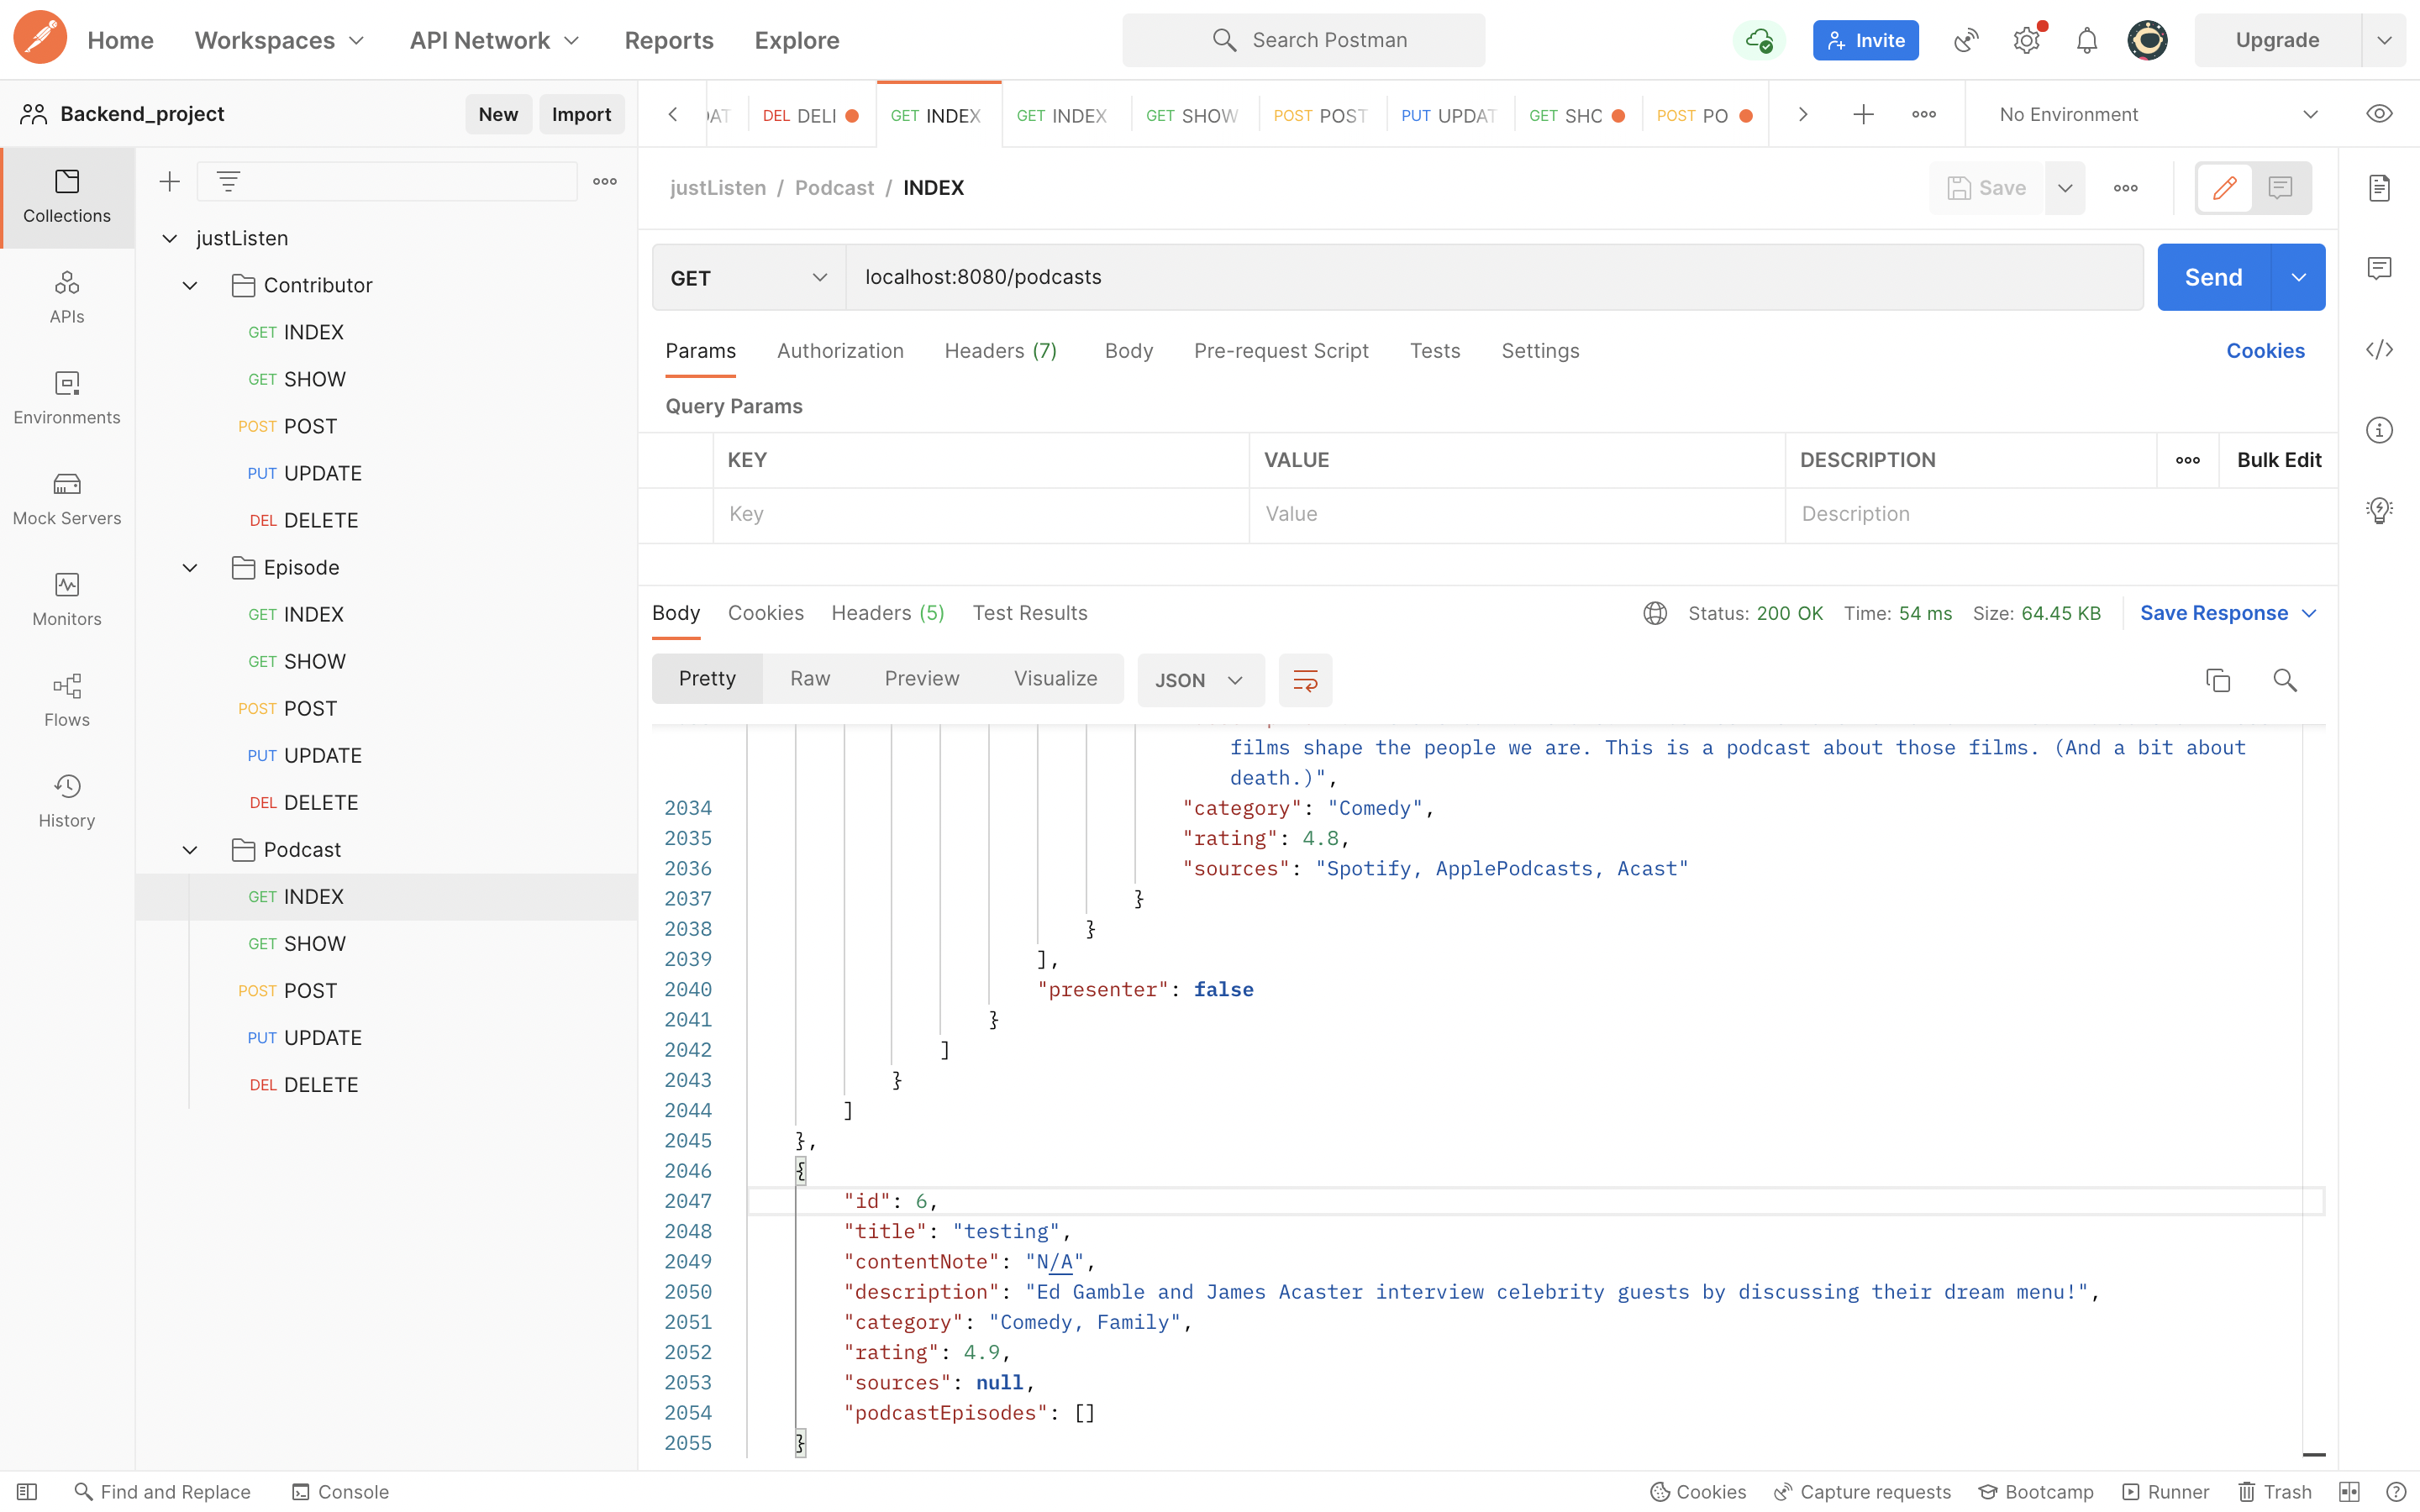 Home Workspaces API Network Reports Explore Search Postman Invite Upgrade
Backend_project New Import
DEL DELI GET INDEX GET INDEX GET SHOW POST POST PUT UPDAT GET SHC POST PO No Environment
Collections
APIs
Environments
Mock Servers
Monitors
Flows
History
justListen
Contributor
GET INDEX
GET SHOW
POST POST
PUT UPDATE
DEL DELETE
Episode
GET INDEX
GET SHOW
POST POST
PUT UPDATE
DEL DELETE
Podcast
GET INDEX
GET SHOW
POST POST
PUT UPDATE
DEL DELETE
justListen / Podcast / INDEX Save
GET localhost:8080/podcasts Send
Params Authorization Headers (7) Body Pre-request Script Tests Settings Cookies
Query Params
KEY VALUE DESCRIPTION Bulk Edit
Key Value Description
Body Cookies Headers (5) Test Results Status: 200 OK Time: 54 ms Size: 64.45 KB Save Response
Pretty Raw Preview Visualize JSON
films shape the people we are. This is a podcast about those films. (And a bit about
death.)",
2034 "category": "Comedy",
2035 "rating": 4.8,
2036 "sources": "Spotify, ApplePodcasts, Acast"
2037 }
2038 }
2039 ],
2040 "presenter": false
2041 }
2042 ]
2043 }
2044 ]
2045 },
2046 {
2047 "id": 6,
2048 "title": "testing",
2049 "contentNote": "N/A",
2050 "description": "Ed Gamble and James Acaster interview celebrity guests by discussing their dream menu!",
2051 "category": "Comedy, Family",
2052 "rating": 4.9,
2053 "sources": null,
2054 "podcastEpisodes": []
2055 }
Find and Replace Console Cookies Capture requests Bootcamp Runner Trash